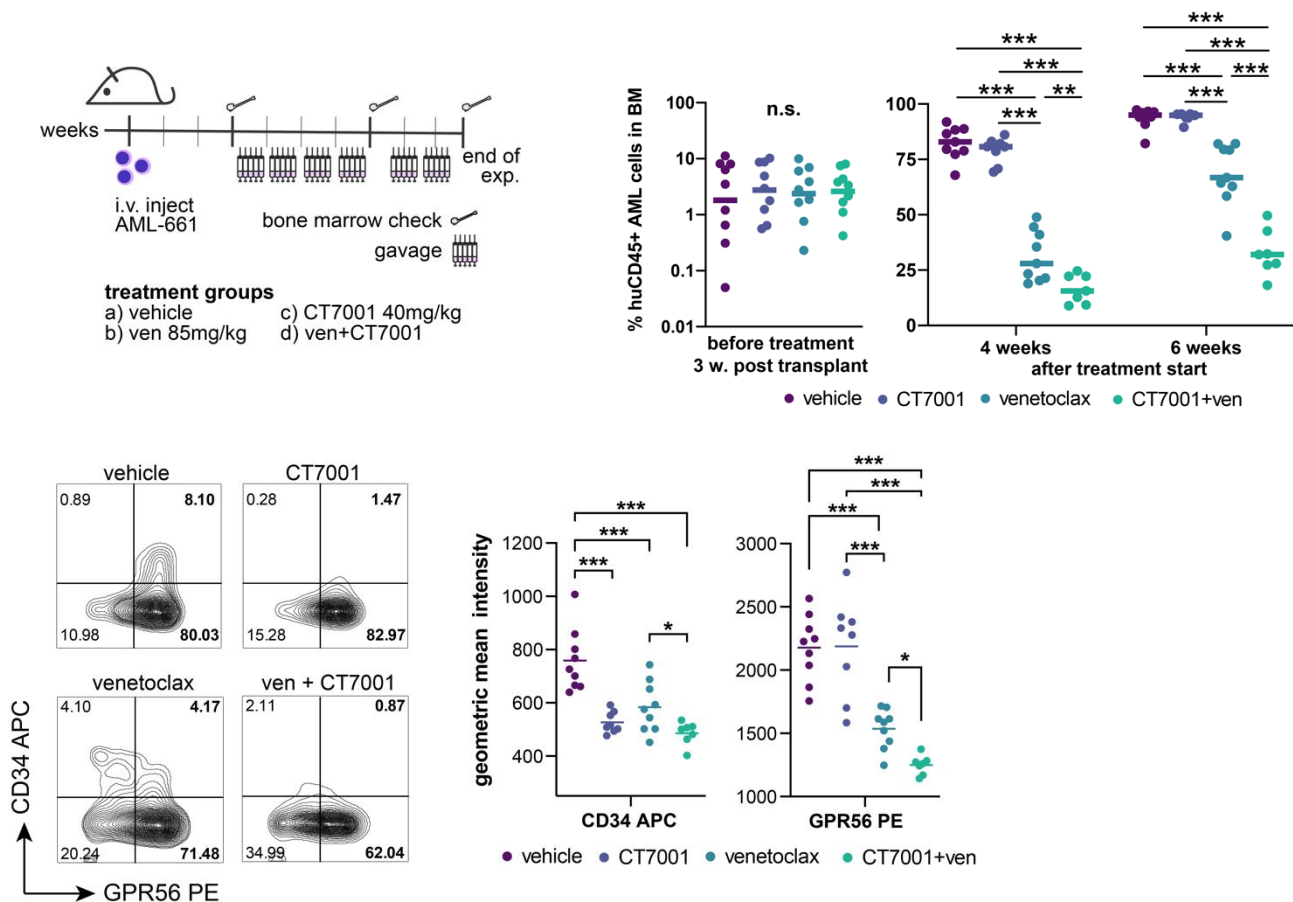 weeks
i.v. inject
AML-661
end of
exp.
bone marrow check
gavage
treatment groups
a) vehicle
c) CT7001 40mg/kg
b) ven 85mg/kg
d) ven+CT7001
% huCD45+ AML cells in BM
100
10
1
0.1
0.01
n.s.
before treatment
3 w. post transplant
100
75
50
25
0
***
***
***
**
***
***
***
***
***
***
4 weeks
6 weeks
after treatment start
vehicle
CT7001
venetoclax
CT7001+ven
vehicle
0.89
8.10
10.98
80.03
CT7001
0.28
1.47
15.28
82.97
venetoclax
4.10
4.17
20.24
71.48
ven + CT7001
2.11
0.87
34.99
62.04
CD34 APC
GPR56 PE
geometric mean intensity
1200
1000
800
600
400
***
***
***
*
CD34 APC
3000
2500
2000
1500
1000
***
***
***
***
*
GPR56 PE
vehicle
CT7001
venetoclax
CT7001+ven